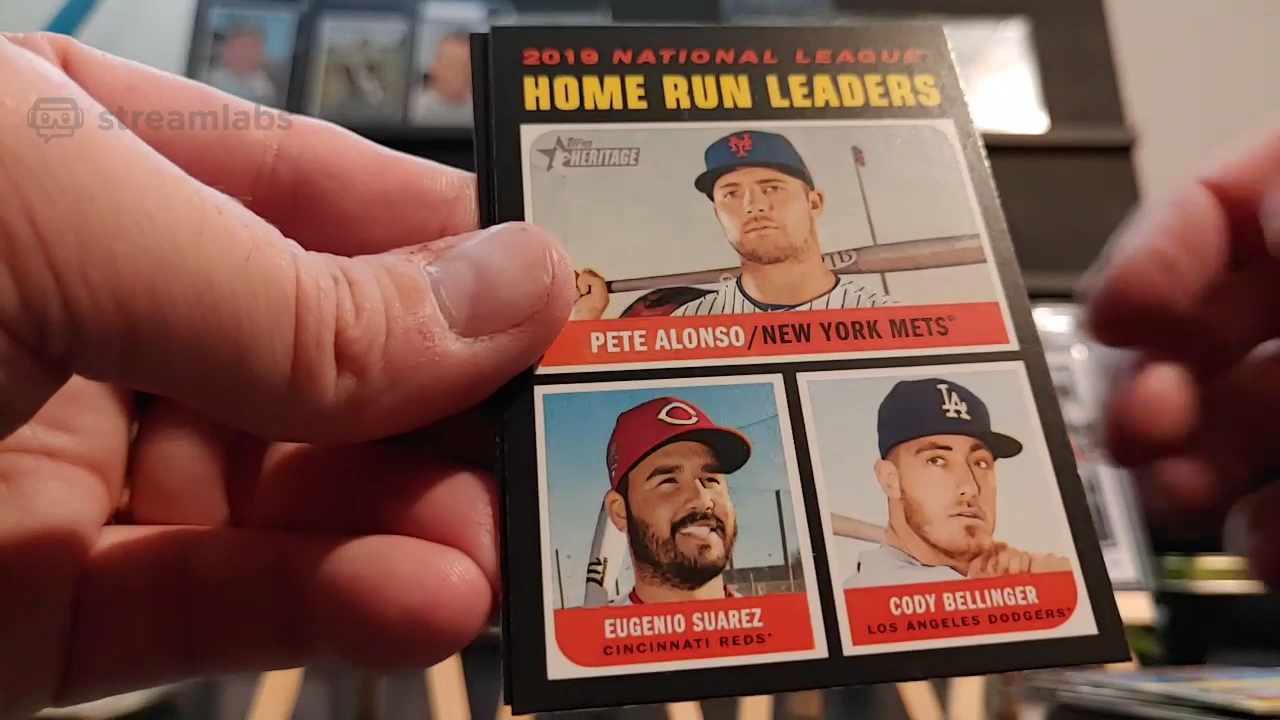 streamlabs
2019 NATIONAL LEAGUE
HOME RUN LEADERS
Topps
HERITAGE
PETE ALONSO/NEW YORK METS®
EUGENIO SUAREZ
CINCINNATI REDS®
CODY BELLINGER
LOS ANGELES DODGERS®